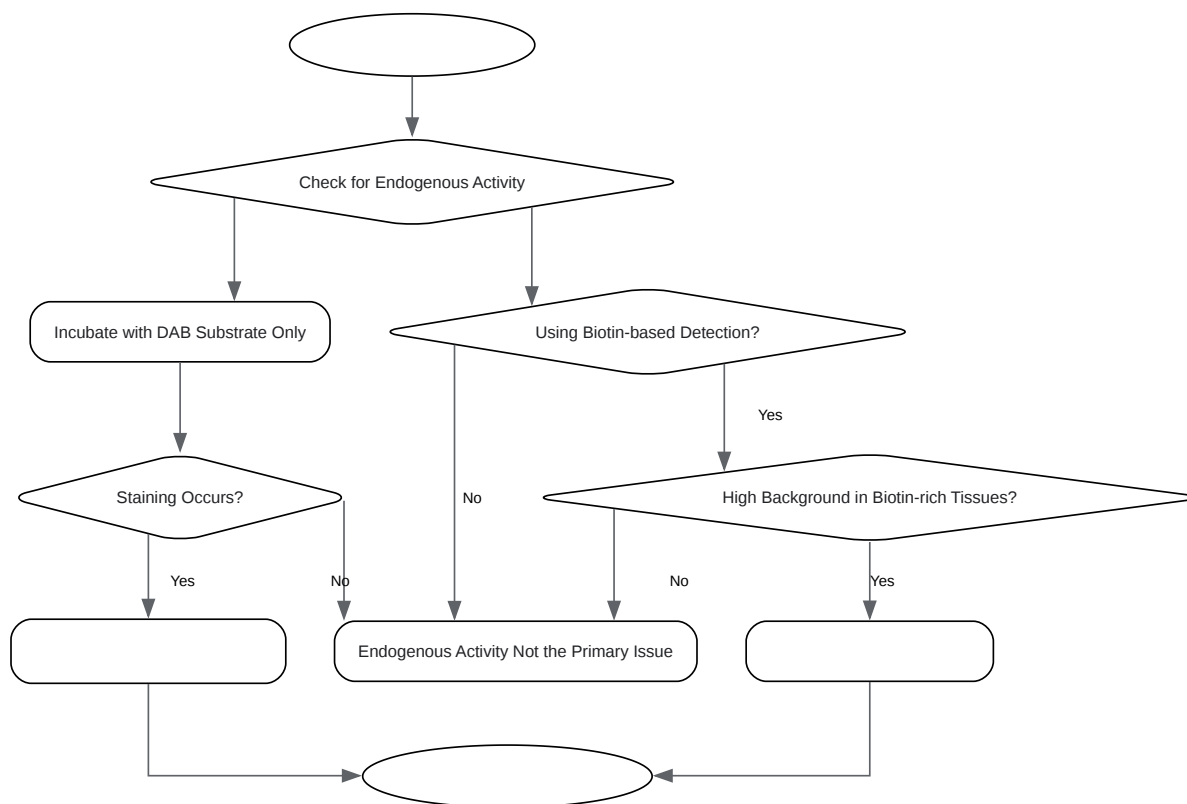 Check for Endogenous Activity
Incubate with DAB Substrate Only
Using Biotin-based Detection?
Yes
Staining Occurs?
No
High Background in Biotin-rich Tissues?
Yes
No
No
Yes
Endogenous Activity Not the Primary Issue